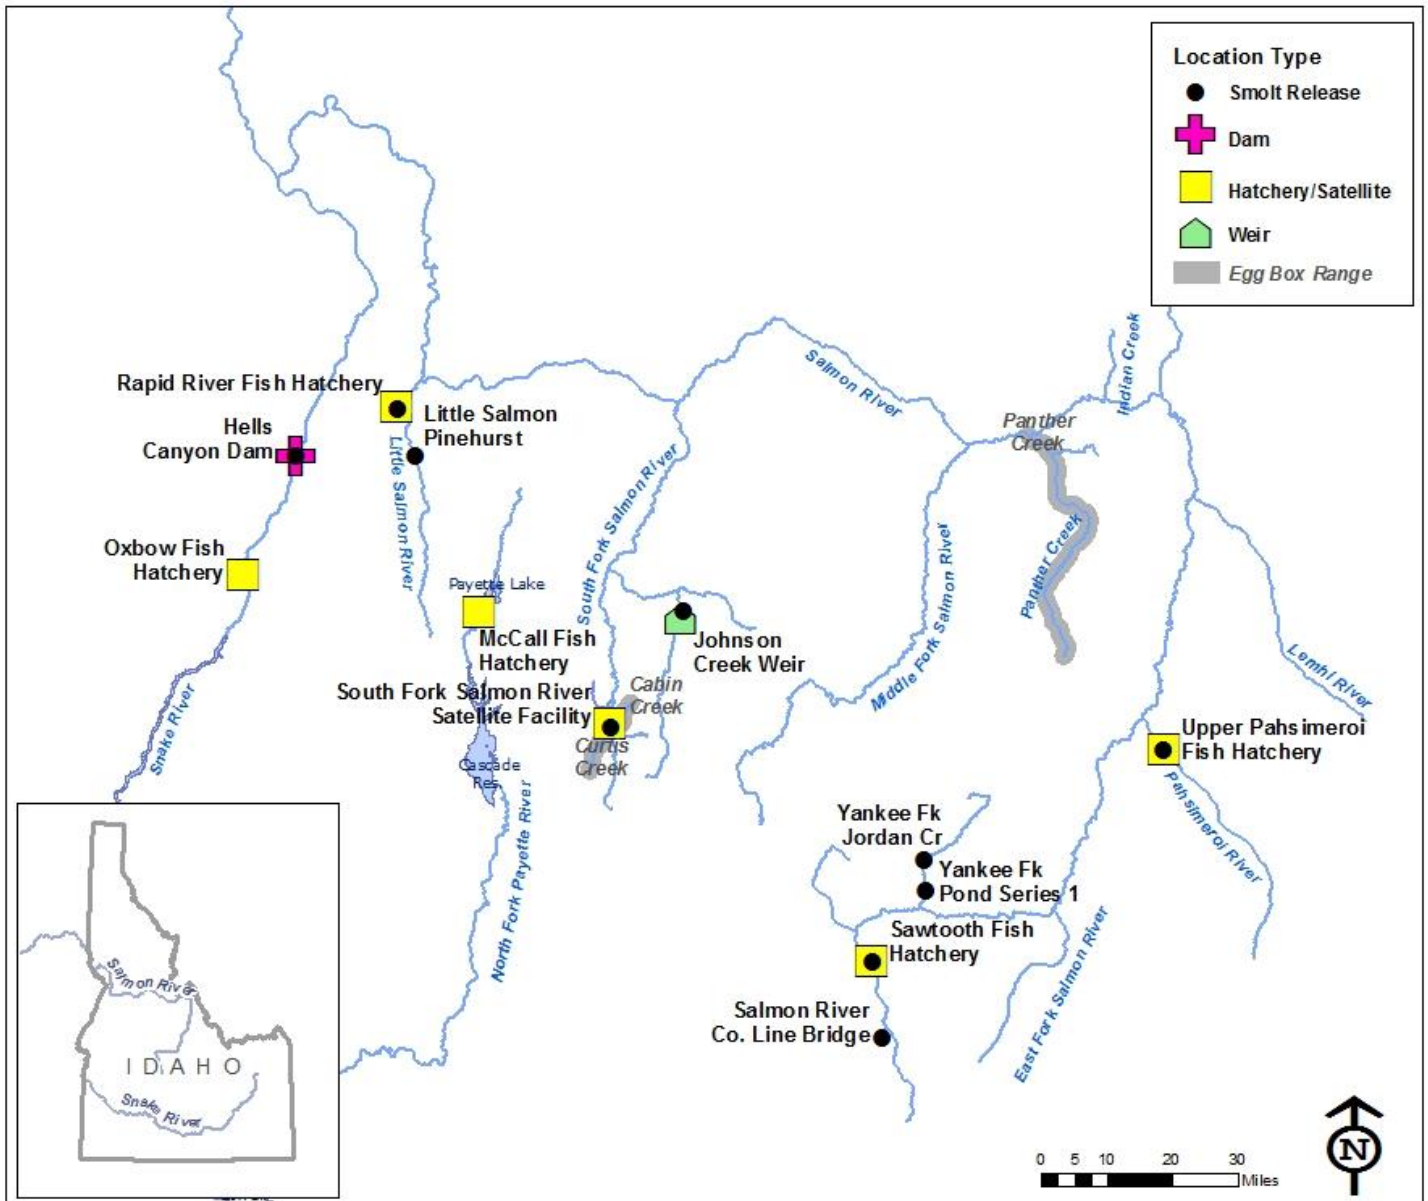 Location Type
Smolt Release
Dam
Hatchery/Satellite
Weir
Egg Box Range
Indian Creek
Salmon River
Rapid River Fish Hatchery
Little Salmon
Pinehurst
Hells
Canyon Dam
Panther
Creek
Little Salmon River
South Fork Salmon River
Oxbow Fish
Hatchery
Payette Lake
Panther Creek
Middle Fork Salmon River
McCall Fish
Hatchery
Johnson
Creek Weir
Lemhi River
South Fork Salmon River
Satellite Facility
Cabin
Creek
Curtis
Creek
Snake River
Cascade
Res.
Upper Pahsimeroi
Fish Hatchery
Pahsimeroi River
North Fork Payette River
Yankee Fk
Jordan Cr
Yankee Fk
Pond Series 1
Sawtooth Fish
Hatchery
East Fork Salmon River
Salmon River
Co. Line Bridge
Salmon River
IDAHO
Snake River
0 5 10 20 30
Miles
N